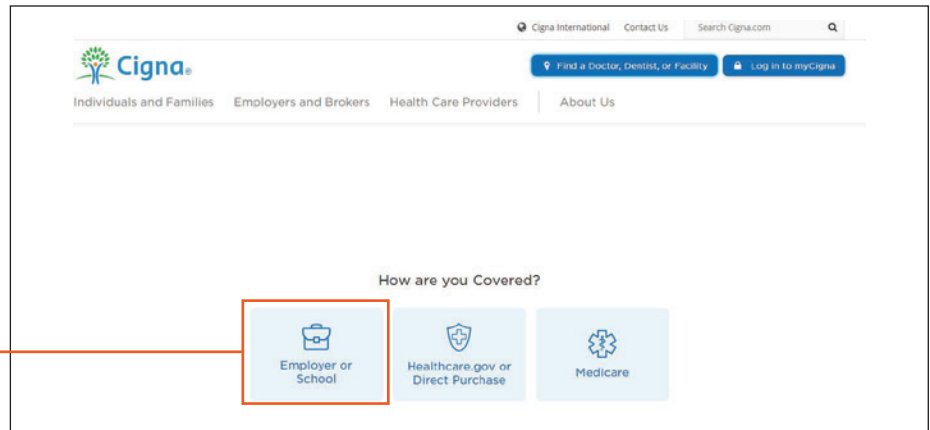 Cigna International Contact Us Search Cigna.com
Cigna®
Find a Doctor, Dentist, or Facility Log in to myCigna
Individuals and Families Employers and Brokers Health Care Providers About Us
How are you Covered?
Employer or
School
Healthcare.gov or
Direct Purchase
Medicare